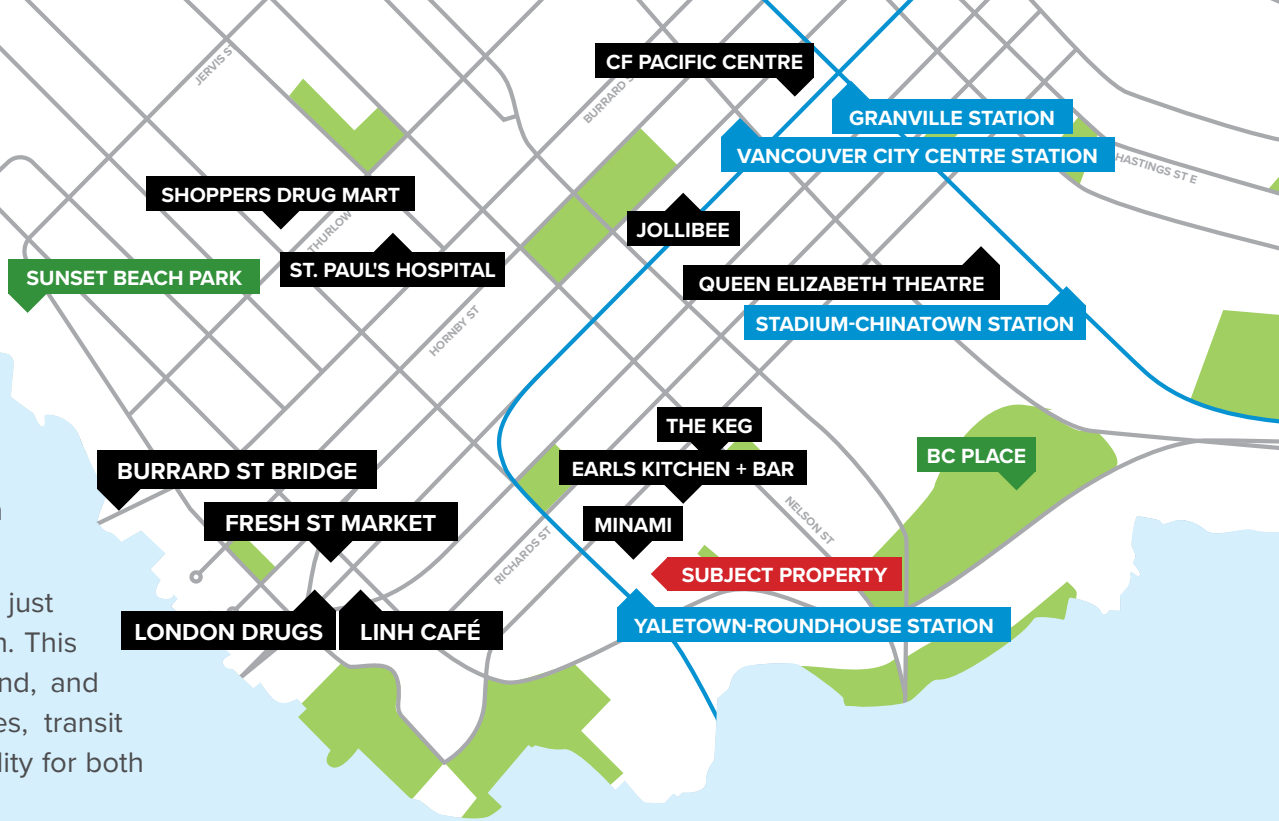 JERVIS ST
CF PACIFIC CENTRE
BURRARD S
GRANVILLE STATION
VANCOUVER CITY CENTRE STATION
HASTINGS ST E
SHOPPERS DRUG MART
THURLOW
JOLLIBEE
ST. PAUL'S HOSPITAL
SUNSET BEACH PARK
QUEEN ELIZABETH THEATRE
STADIUM-CHINATOWN STATION
HORNBY ST
THE KEG
BC PLACE
EARLS KITCHEN + BAR
BURRARD ST BRIDGE
FRESH ST MARKET
MINAMI
NELSON ST
RICHARDS ST
SUBJECT PROPERTY
YALETOWN-ROUNDHOUSE STATION
LONDON DRUGS
LINH CAFÉ
just
. This
and
transit
for both